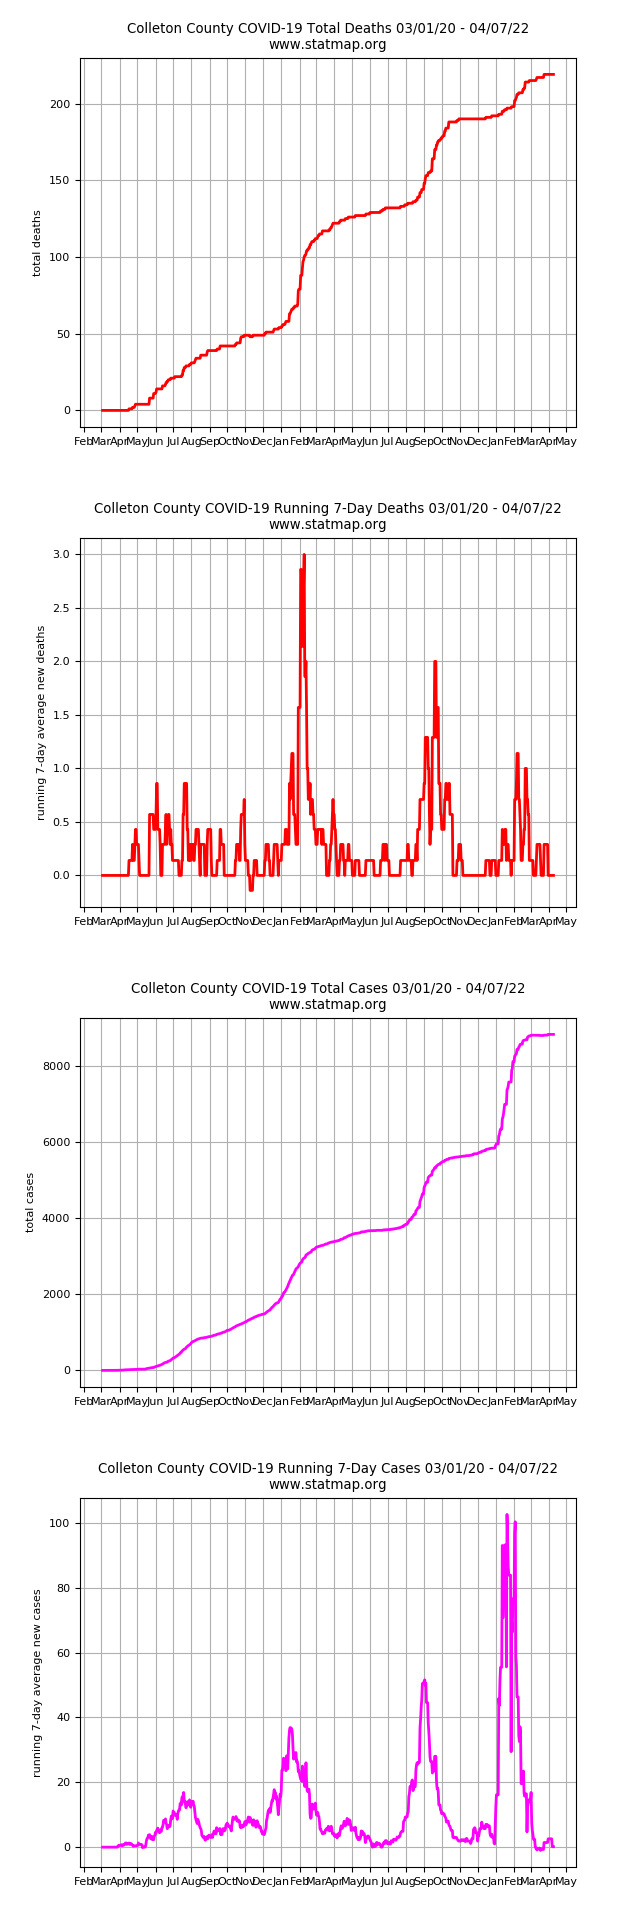 Colleton County COVID-19 Total Deaths 03/01/20 - 04/07/22
www.statmap.org
total deaths
200
150
100
50
0
Feb Mar Apr May Jun Jul Aug Sep Oct Nov Dec Jan Feb Mar Apr May Jun Jul Aug Sep Oct Nov Dec Jan Feb Mar Apr May
Colleton County COVID-19 Running 7-Day Deaths 03/01/20 - 04/07/22
www.statmap.org
running 7-day average new deaths
3.0
2.5
2.0
1.5
1.0
0.5
0.0
Feb Mar Apr May Jun Jul Aug Sep Oct Nov Dec Jan Feb Mar Apr May Jun Jul Aug Sep Oct Nov Dec Jan Feb Mar Apr May
Colleton County COVID-19 Total Cases 03/01/20 - 04/07/22
www.statmap.org
total cases
8000
6000
4000
2000
0
Feb Mar Apr May Jun Jul Aug Sep Oct Nov Dec Jan Feb Mar Apr May Jun Jul Aug Sep Oct Nov Dec Jan Feb Mar Apr May
Colleton County COVID-19 Running 7-Day Cases 03/01/20 - 04/07/22
www.statmap.org
running 7-day average new cases
100
80
60
40
20
0
Feb Mar Apr May Jun Jul Aug Sep Oct Nov Dec Jan Feb Mar Apr May Jun Jul Aug Sep Oct Nov Dec Jan Feb Mar Apr May